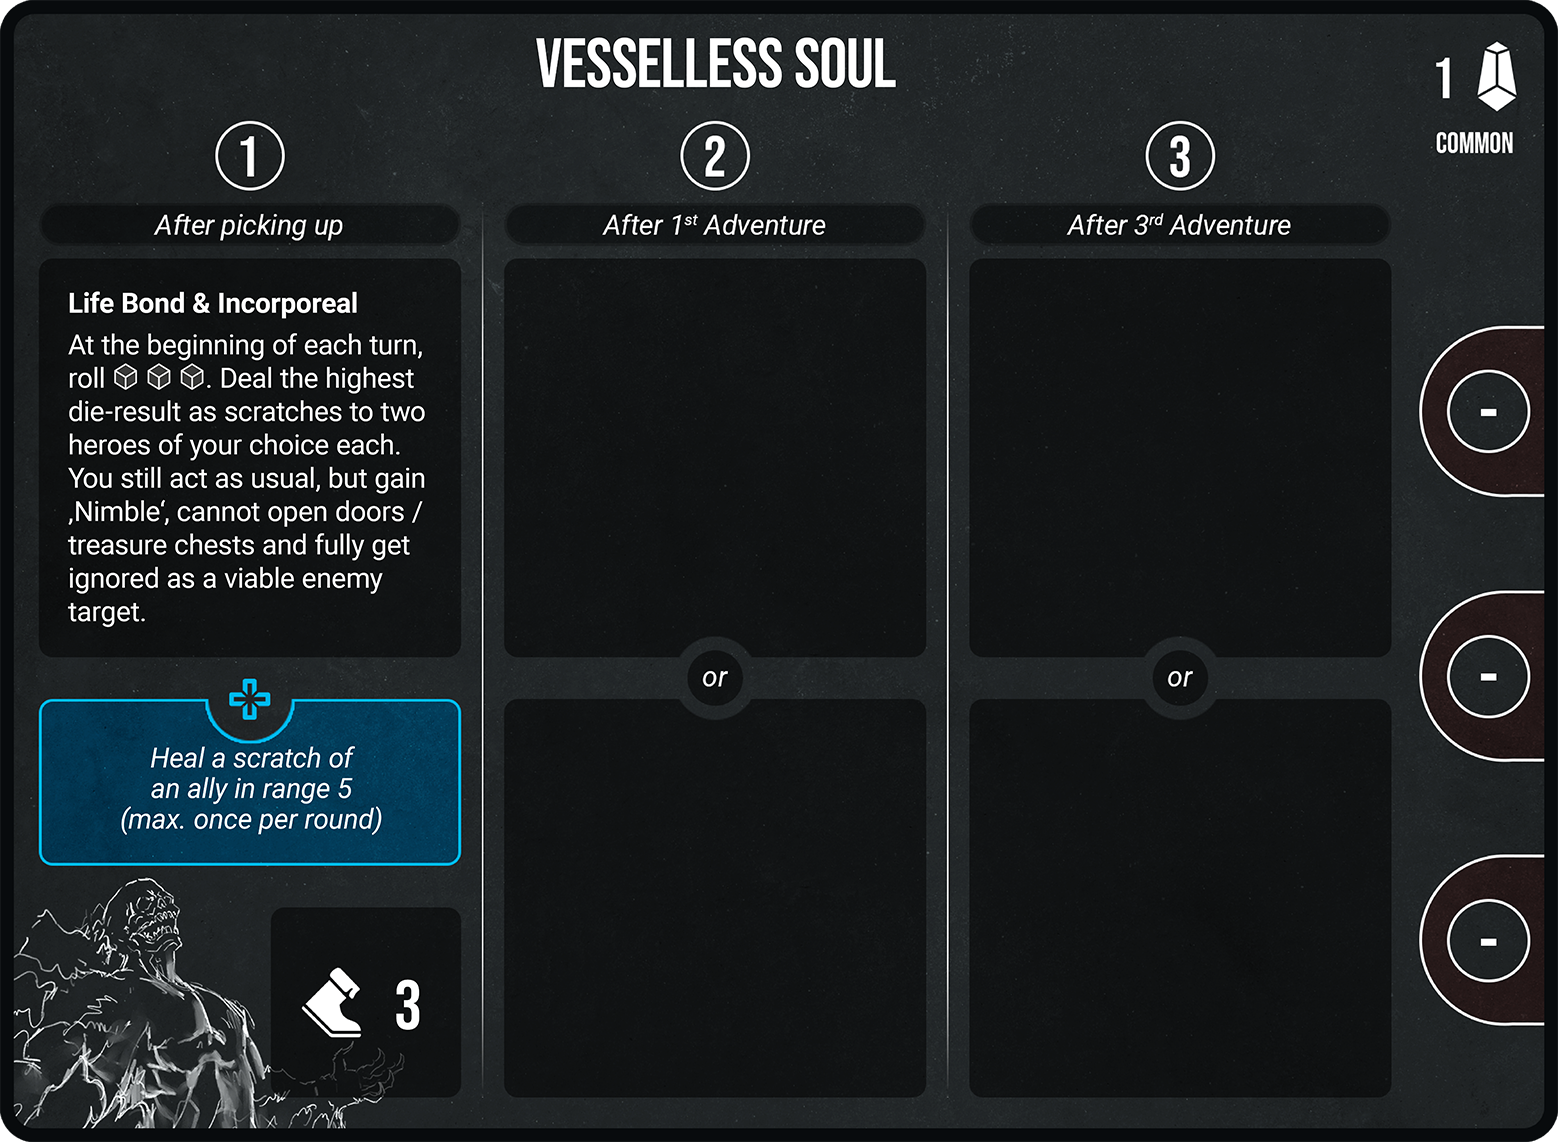 VESSELLESS SOUL
1
COMMON
1
2
3
After picking up
After 1st Adventure
After 3rd Adventure
Life Bond & Incorporeal
At the beginning of each turn,
roll . Deal the highest
die-result as scratches to two
heroes of your choice each.
You still act as usual, but gain
‚Nimble‘, cannot open doors /
treasure chests and fully get
ignored as a viable enemy
target.
or
or
Heal a scratch of
an ally in range 5
(max. once per round)
3
-
-
-